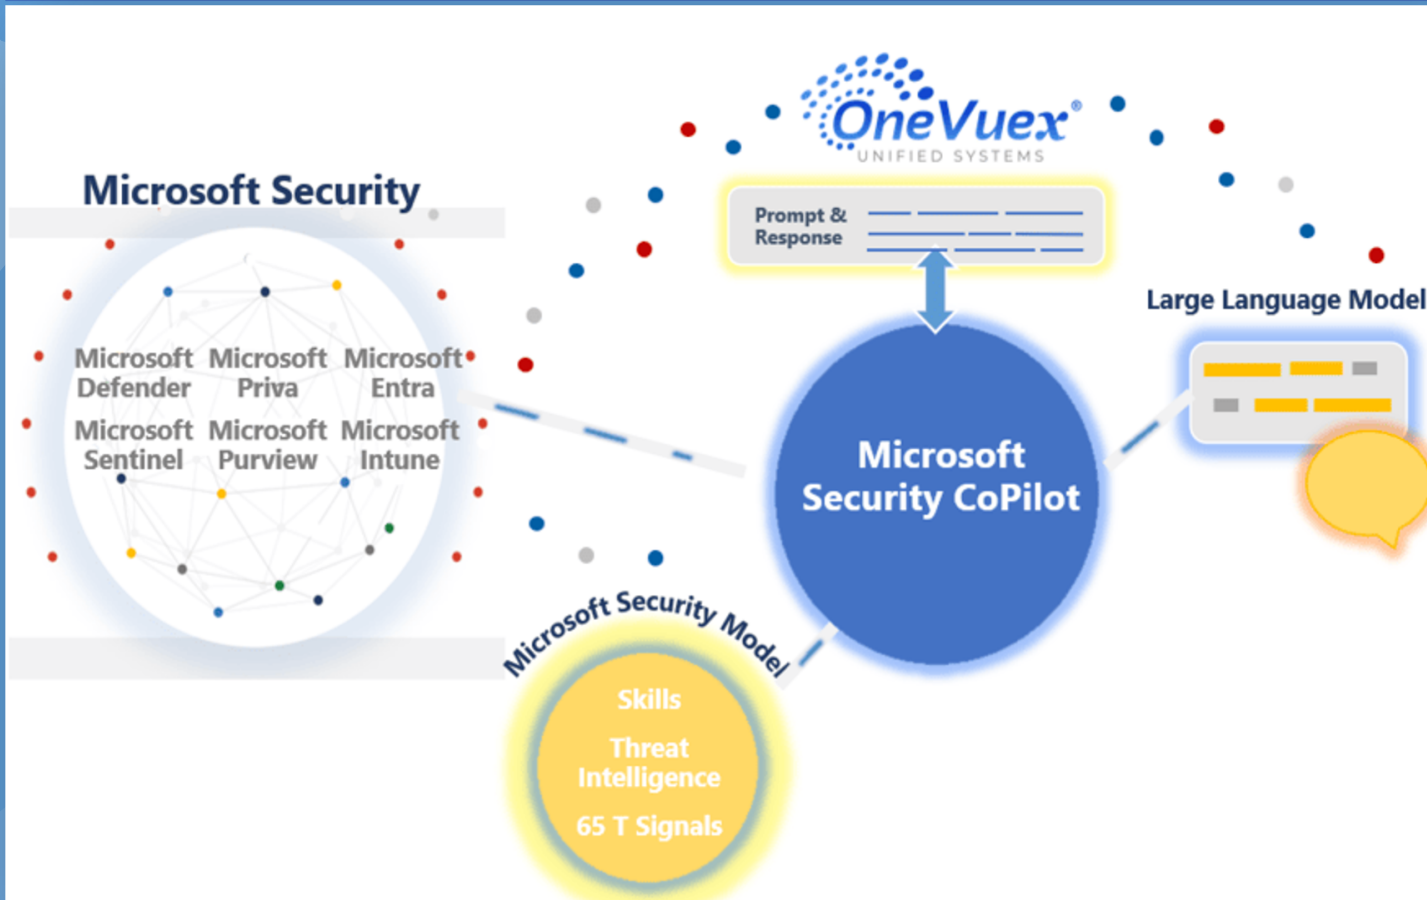 OneVuex®
UNIFIED SYSTEMS
Microsoft Security
Prompt &
Response
Large Language Model
Microsoft Microsoft Microsoft
Defender Priva Entra
Microsoft Microsoft Microsoft
Sentinel Purview Intune
Microsoft
Security CoPilot
Microsoft Security Model
Skills
Threat
Intelligence
65 T Signals